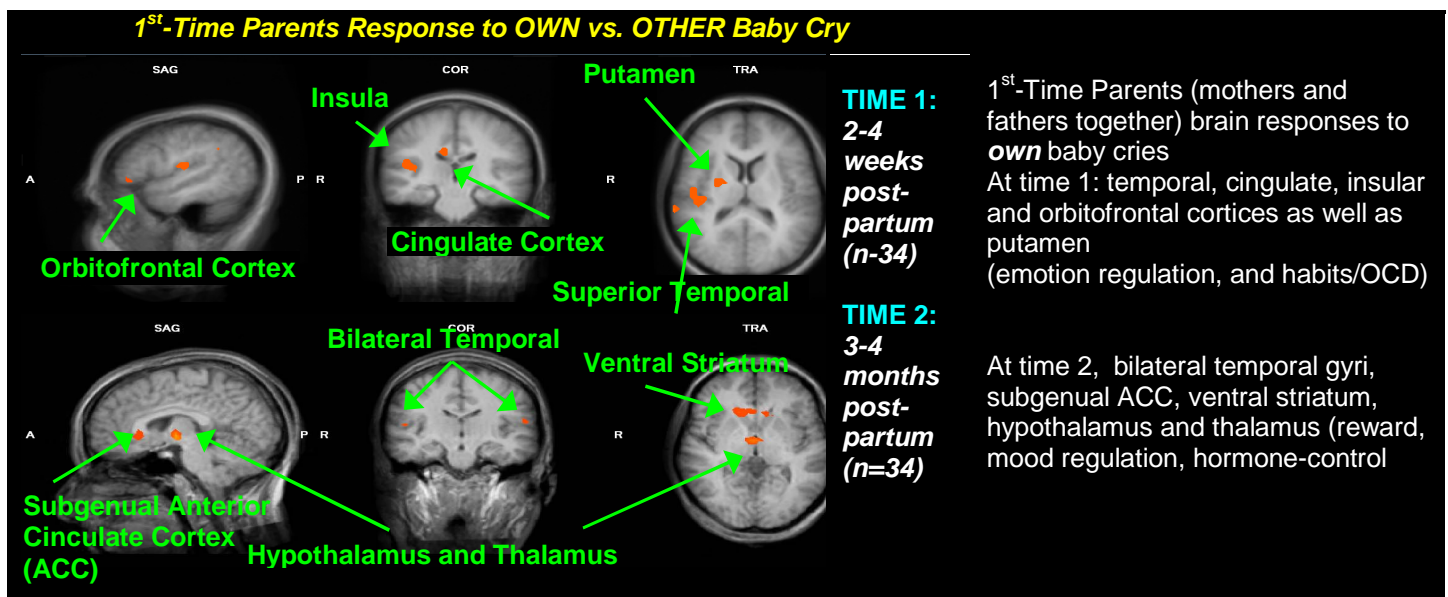 1st-Time Parents Response to OWN vs. OTHER Baby Cry
SAG
COR
TRA
Insula
Putamen
A
P
R
R
Orbitofrontal Cortex
Cingulate Cortex
Superior Temporal
TIME 1:
2-4
weeks
post-
partum
(n-34)
1st-Time Parents (mothers and
fathers together) brain responses to
own baby cries
At time 1: temporal, cingulate, insular
and orbitofrontal cortices as well as
putamen
(emotion regulation, and habits/OCD)
SAG
COR
TRA
Bilateral Temporal
Ventral Striatum
A
P
R
R
Subgenual Anterior
Cinculate Cortex
(ACC)
Hypothalamus and Thalamus
TIME 2:
3-4
months
post-
partum
(n=34)
At time 2, bilateral temporal gyri,
subgenual ACC, ventral striatum,
hypothalamus and thalamus (reward,
mood regulation, hormone-control